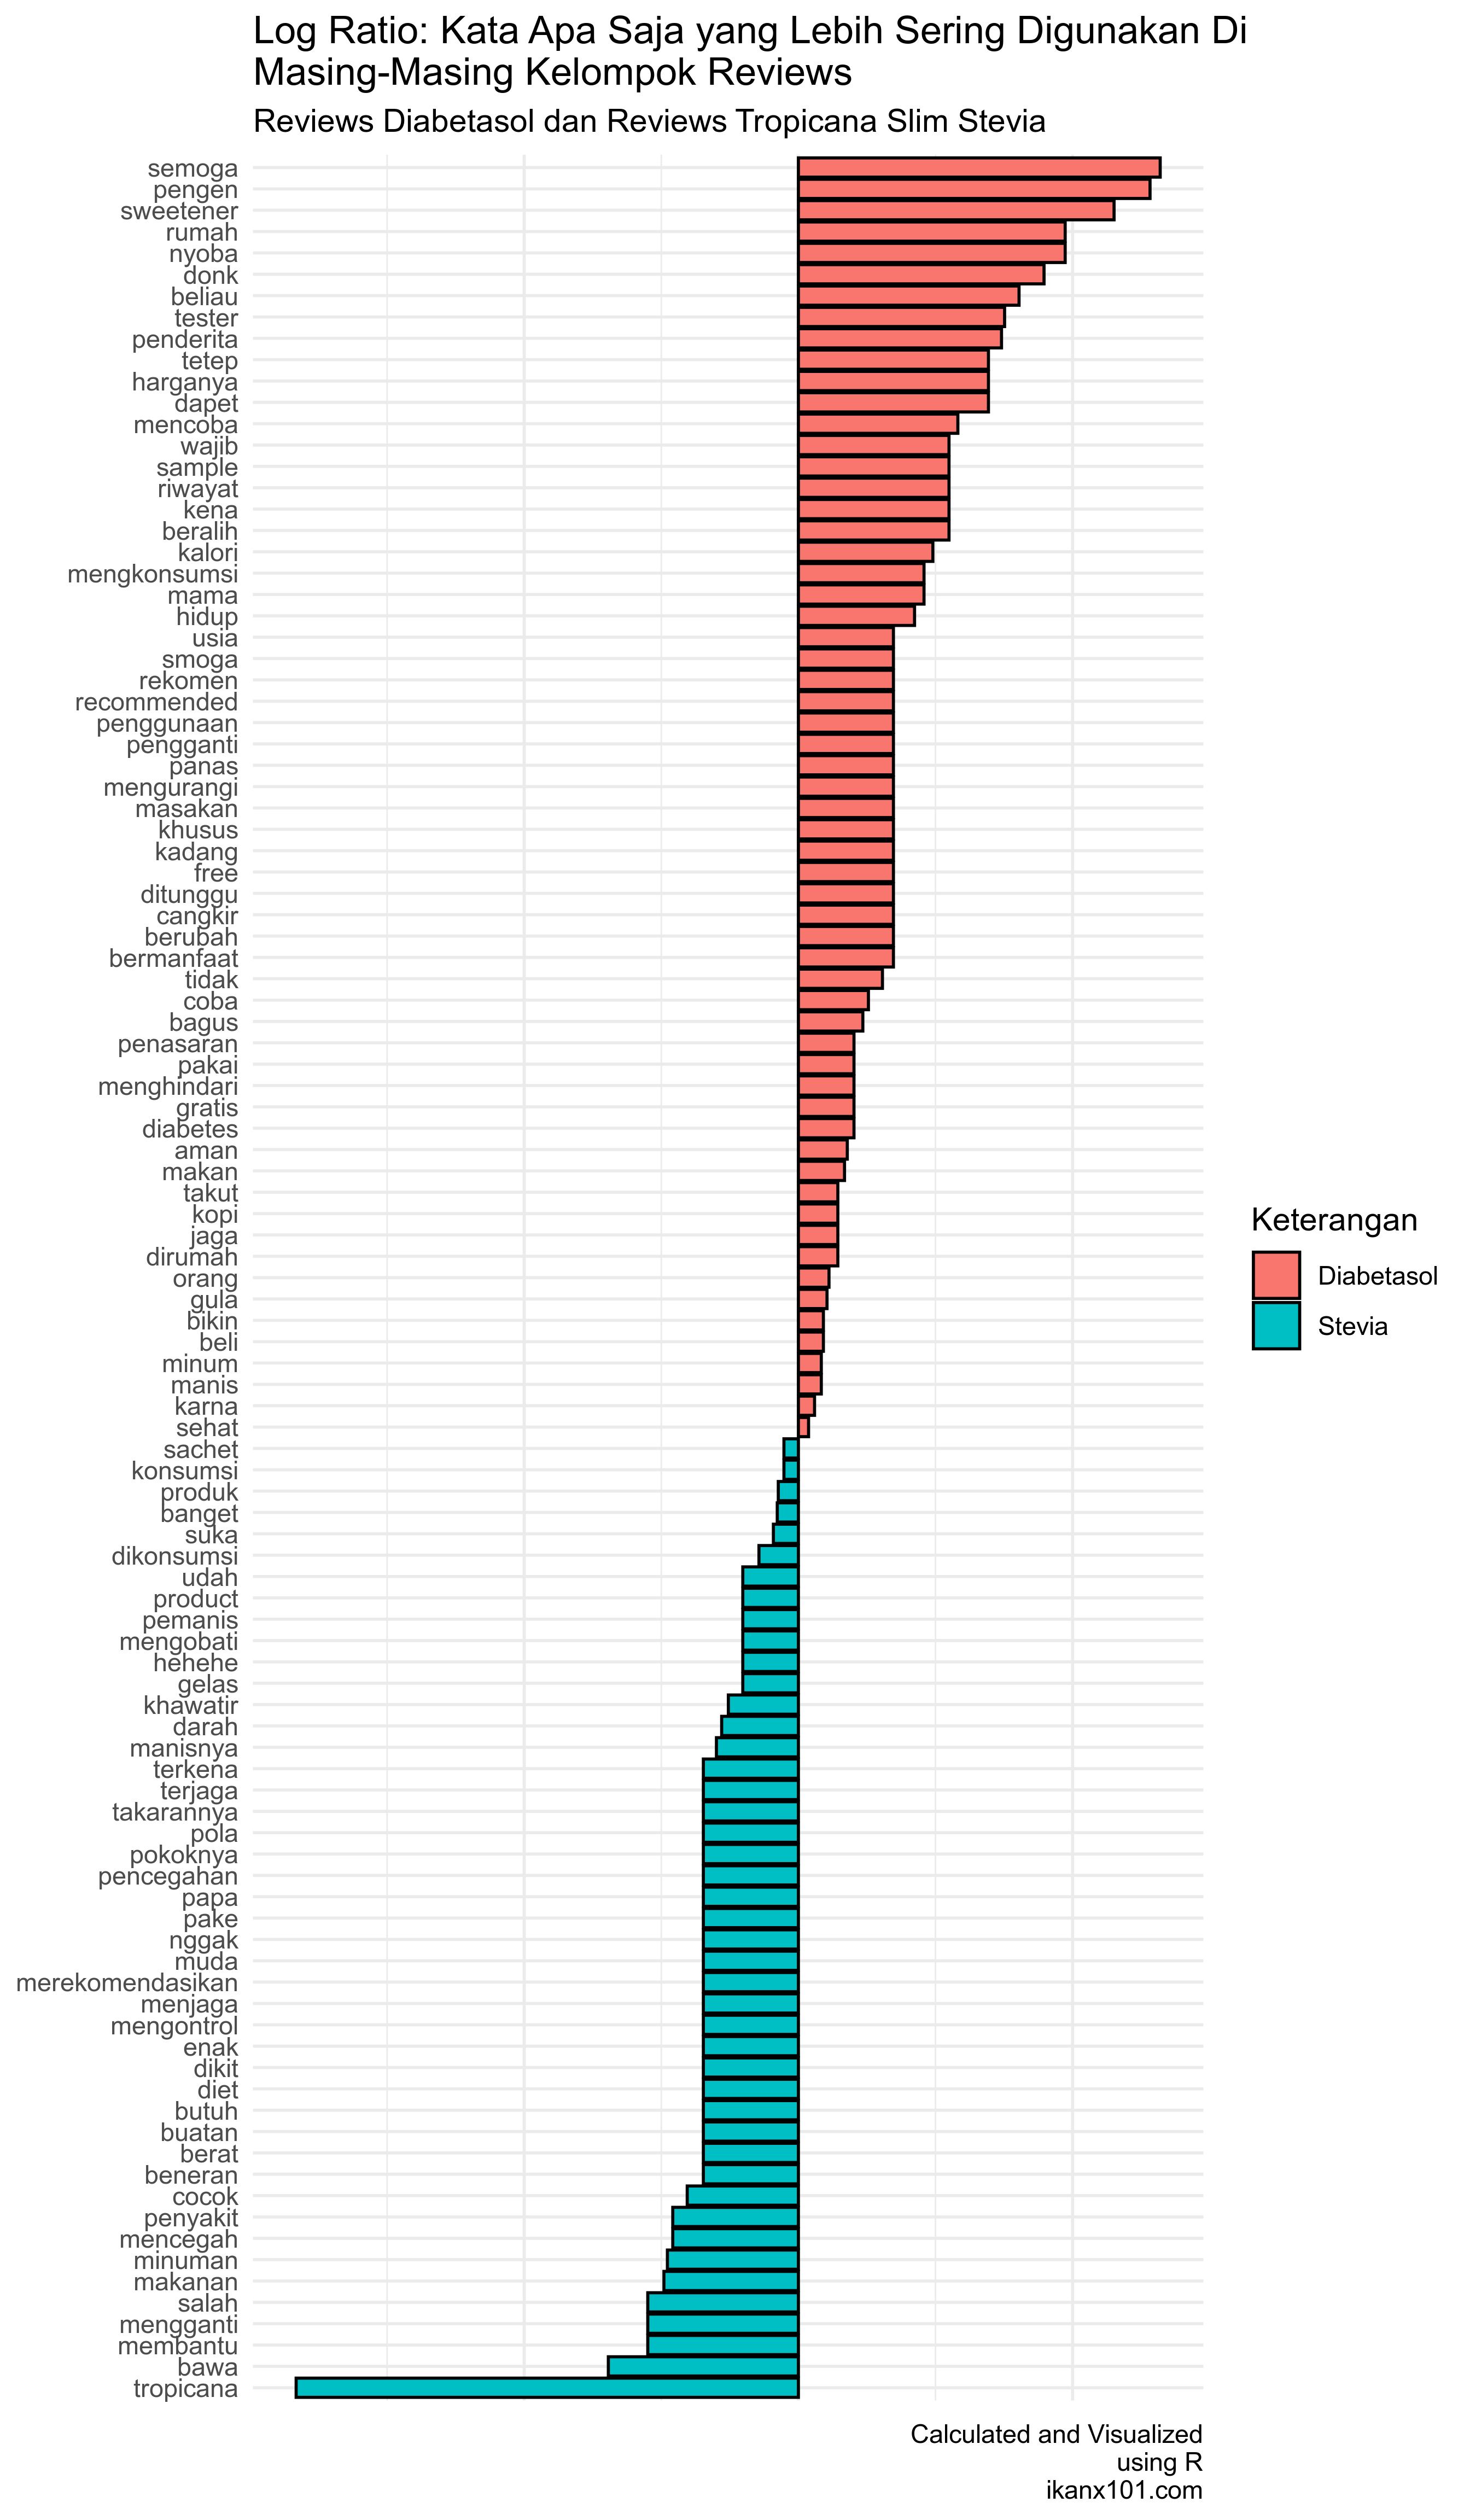 Log Ratio: Kata Apa Saja yang Lebih Sering Digunakan Di
Masing-Masing Kelompok Reviews
Reviews Diabetasol dan Reviews Tropicana Slim Stevia
semoga
pengen
sweetener
rumah
nyoba
donk
beliau
tester
penderita
tetep
harganya
dapet
mencoba
wajib
sample
riwayat
kena
beralih
kalori
mengkonsumsi
mama
hidup
usia
smoga
rekomen
recommended
penggunaan
pengganti
panas
mengurangi
masakan
khusus
kadang
free
ditunggu
cangkir
berubah
bermanfaat
tidak
coba
bagus
penasaran
pakai
menghindari
gratis
diabetes
aman
makan
takut
kopi
jaga
dirumah
orang
gula
bikin
beli
minum
manis
karna
sehat
sachet
konsumsi
produk
banget
suka
dikonsumsi
udah
product
pemanis
mengobati
hehehe
gelas
khawatir
darah
manisnya
terkena
terjaga
takarannya
pola
pokoknya
pencegahan
papa
pake
nggak
muda
merekomendasikan
menjaga
mengontrol
enak
dikit
diet
butuh
buatan
berat
beneran
cocok
penyakit
mencegah
minuman
makanan
salah
mengganti
membantu
bawa
tropicana
Keterangan
Diabetasol
Stevia
Calculated and Visualized
using R
ikanx101.com